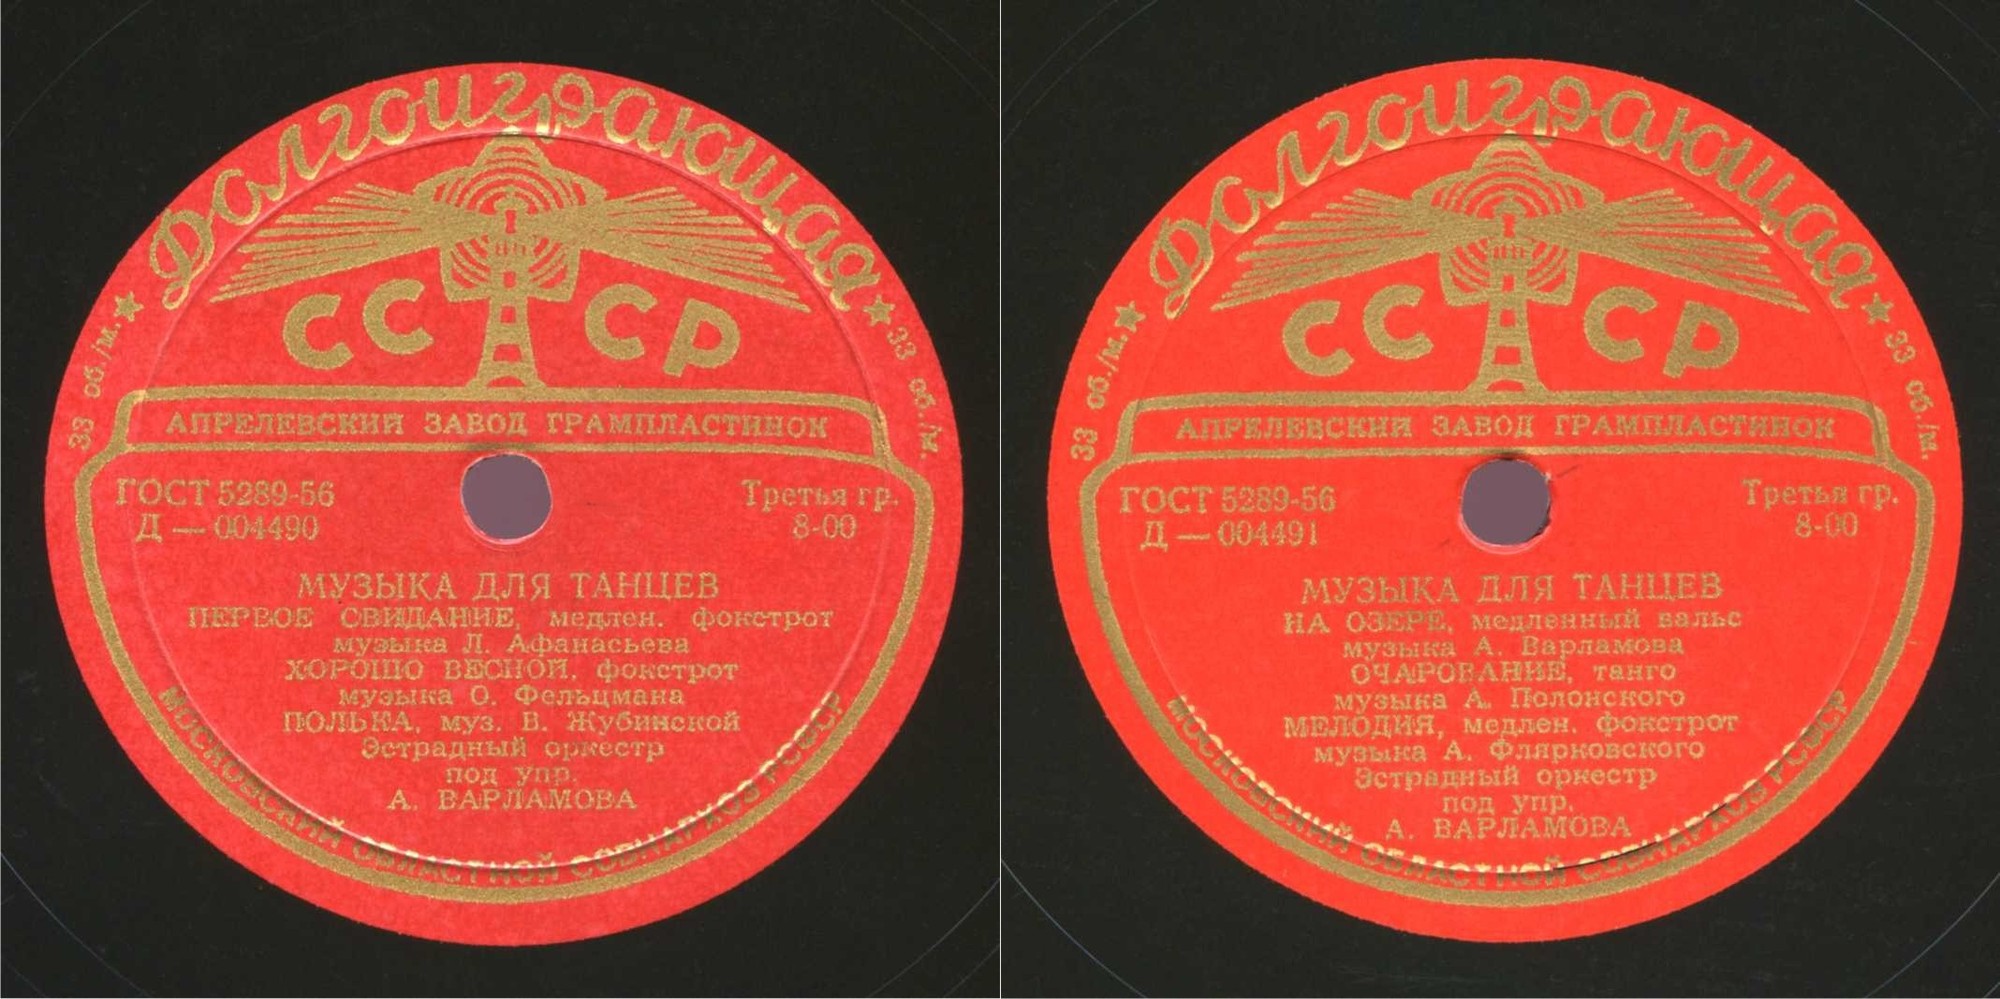 Долгоиграющая
33 об./м. ★ ★ 33 об./м.
СССР
АПРЕЛЕВСКИЙ ЗАВОД ГРАМПЛАСТИНОК
ГОСТ 5289-56
Д — 004490
Третья гр.
8-00
МУЗЫКА ДЛЯ ТАНЦЕВ
ПЕРВОЕ СВИДАНИЕ, медлен. фокстрот
музыка Л. Афанасьева
ХОРОШО ВЕСНОЙ, фокстрот
музыка О. Фельцмана
ПОЛЬКА, муз. В. Жубинской
Эстрадный оркестр
под упр.
А. ВАРЛАМОВА
МОСКОВСКИЙ ОБЛАСТНОЙ СОВНАРХОЗ РСФСР
Долгоиграющая
33 об./м. ★ ★ 33 об./м.
СССР
АПРЕЛЕВСКИЙ ЗАВОД ГРАМПЛАСТИНОК
ГОСТ 5289-56
Д — 004491
Третья гр.
8-00
МУЗЫКА ДЛЯ ТАНЦЕВ
НА ОЗЕРЕ, медленный вальс
музыка А. Варламова
ОЧАРОВАНИЕ, танго
музыка А. Полонского
МЕЛОДИЯ, медлен. фокстрот
музыка А. Флярковского
Эстрадный оркестр
под упр.
А. ВАРЛАМОВА
МОСКОВСКИЙ ОБЛАСТНОЙ СОВНАРХОЗ РСФСР